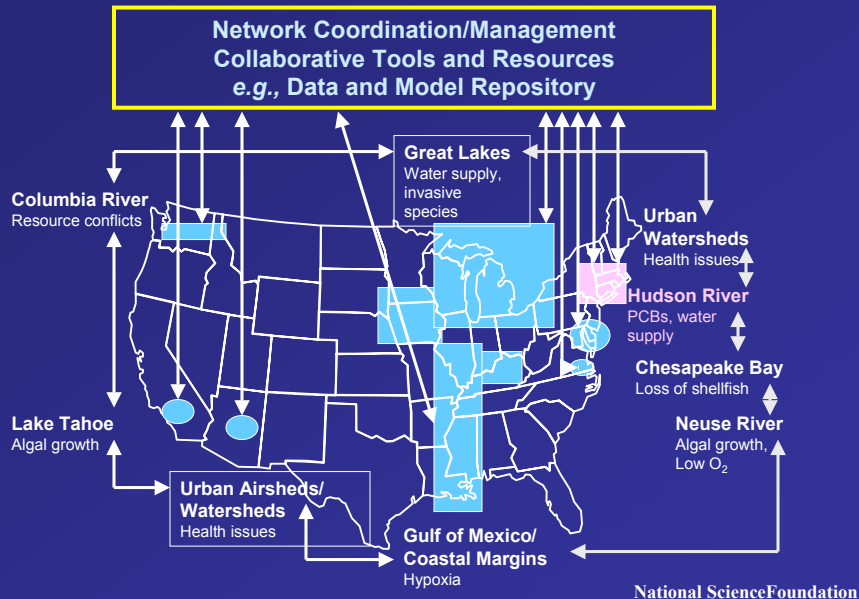 Network Coordination/Management
Collaborative Tools and Resources
e.g., Data and Model Repository
Great Lakes
Water supply,
invasive
species
Columbia River
Resource conflicts
Urban
Watersheds
Health issues
Hudson River
PCBs, water
supply
Chesapeake Bay
Loss of shellfish
Lake Tahoe
Algal growth
Neuse River
Algal growth,
Low O₂
Urban Airsheds/
Watersheds
Health issues
Gulf of Mexico/
Coastal Margins
Hypoxia
National ScienceFoundation